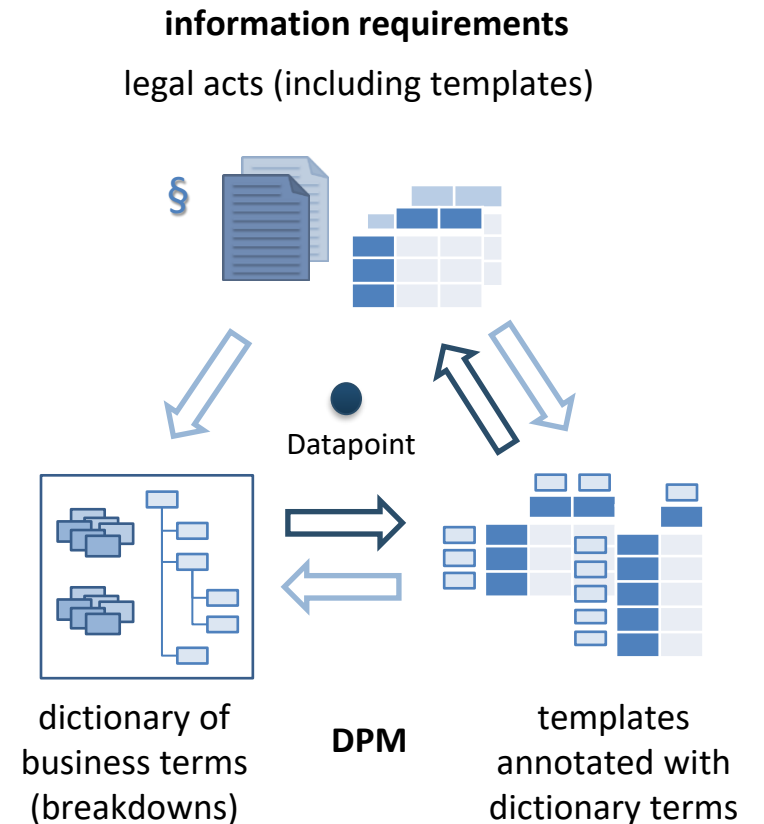 information requirements
legal acts (including templates)
§
Datapoint
dictionary of
business terms
(breakdowns)
DPM
templates
annotated with
dictionary terms